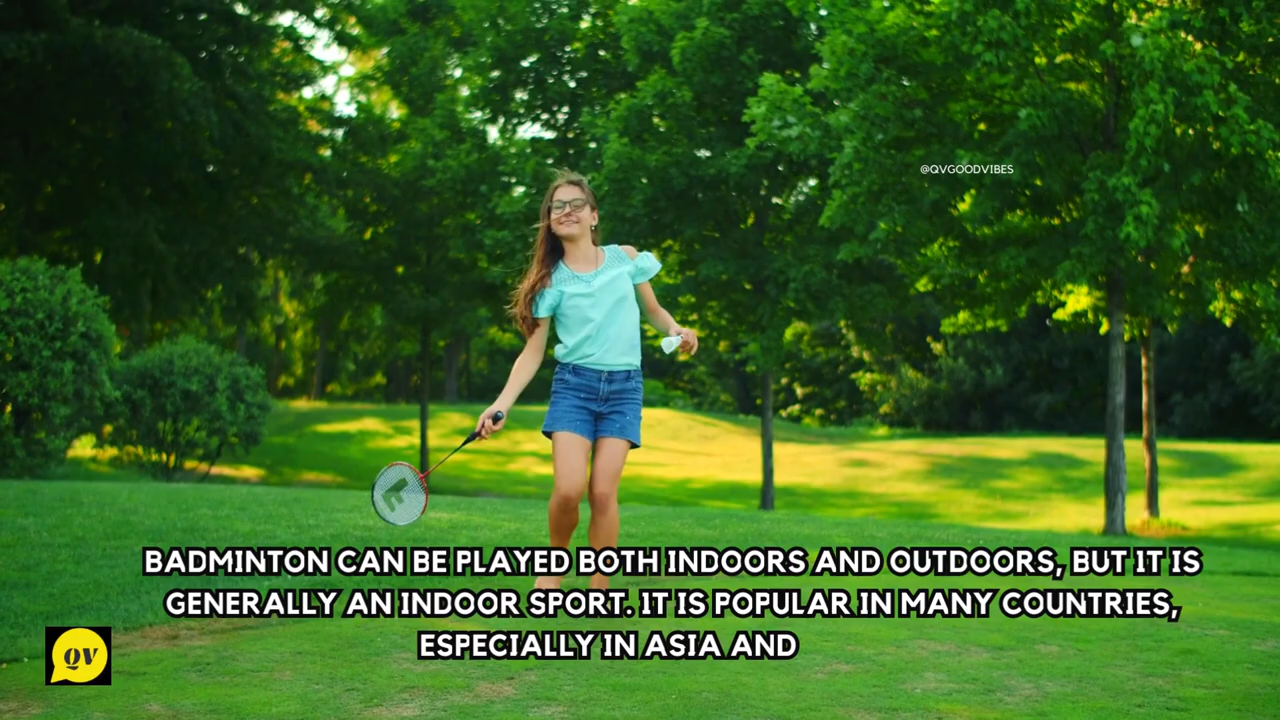 @QVGOODVIBES
BADMINTON CAN BE PLAYED BOTH INDOORS AND OUTDOORS, BUT IT IS
GENERALLY AN INDOOR SPORT. IT IS POPULAR IN MANY COUNTRIES,
ESPECIALLY IN ASIA AND
QV